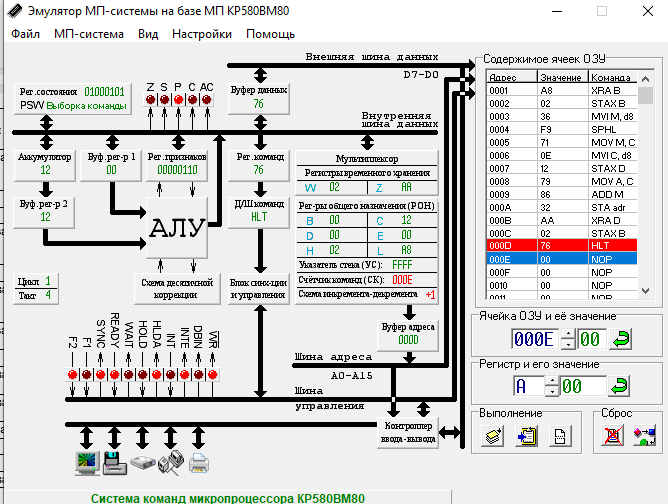 Эмулятор МП-системы на базе МП КР580ВМ80
Файл МП-система Вид Настройки Помощь
Внешняя шина данных
D7-D0
Рег.состояния 01000101
PSW Выборка команды
Z S P C AC
Буфер данных
76
Внутренняя
шина данных
Аккумулятор
12
Буф.рег-р 1
00
Рег.признаков
00000110
Рег.команд
76
Мультиплексор
Регистры временного хранения
W 02 Z AA
Буф.рег-р 2
12
АЛУ
Д/Ш команд
HLT
Рег-ры общего назначения (РОН)
B 00 C 12
D 00 E 00
H 02 L A8
Указатель стека (УС): FFFF
Счётчик команд (СК): 000E
Схема инкремента-декремента +1
Цикл 1
Такт 4
Схема десятичной
коррекции
Блок синх-ции
и управления
Буфер адреса
0000
F2 F1 SYNC READY WAIT HOLD HLDA INT INTE DBIN WR
Шина адреса
A0-A15
Шина
управления
Контроллер
ввода-вывода
Система команд микропроцессора КР580ВМ80
Содержимое ячеек ОЗУ
Адрес Значение Команда
0001 A8 XRA B
0002 02 STAX B
0003 36 MVI M, d8
0004 F9 SPHL
0005 71 MOV M, C
0006 0E MVI C, d8
0007 12 STAX D
0008 79 MOV A, C
0009 86 ADD M
000A 32 STA adr
000B AA XRA D
000C 02 STAX B
000D 76 HLT
000E 00 NOP
000F 00 NOP
0010 00 NOP
0011 00 NOP
Ячейка ОЗУ и её значение
000E 00
Регистр и его значение
A 00
Выполнение
Сброс